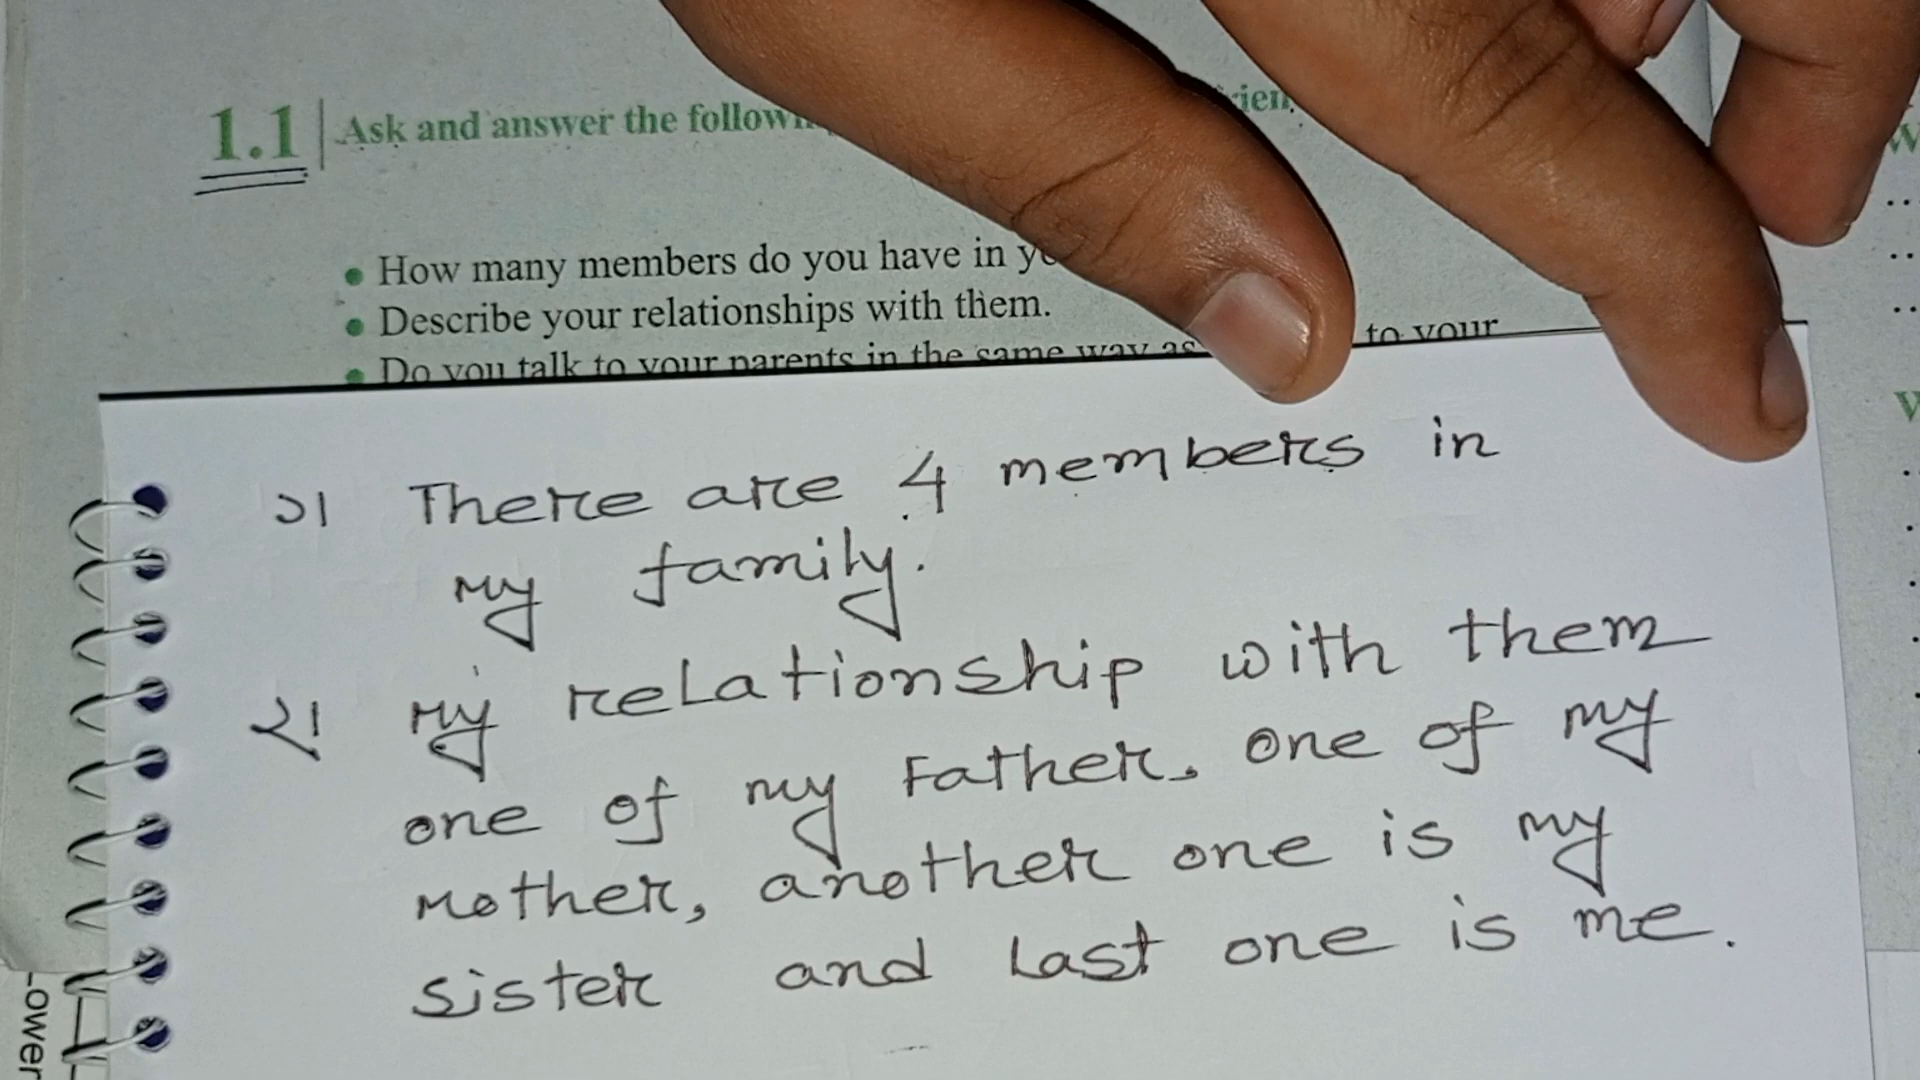 1.1 Ask and answer the
• How many members do you have in
• Describe your relationships with them.
• Do you talk to your parents in the same way as to your
১। There are 4 members in
my family.
২। My relationship with them
one of my Father. one of my
Mother, another one is my
sister and Last one is me.